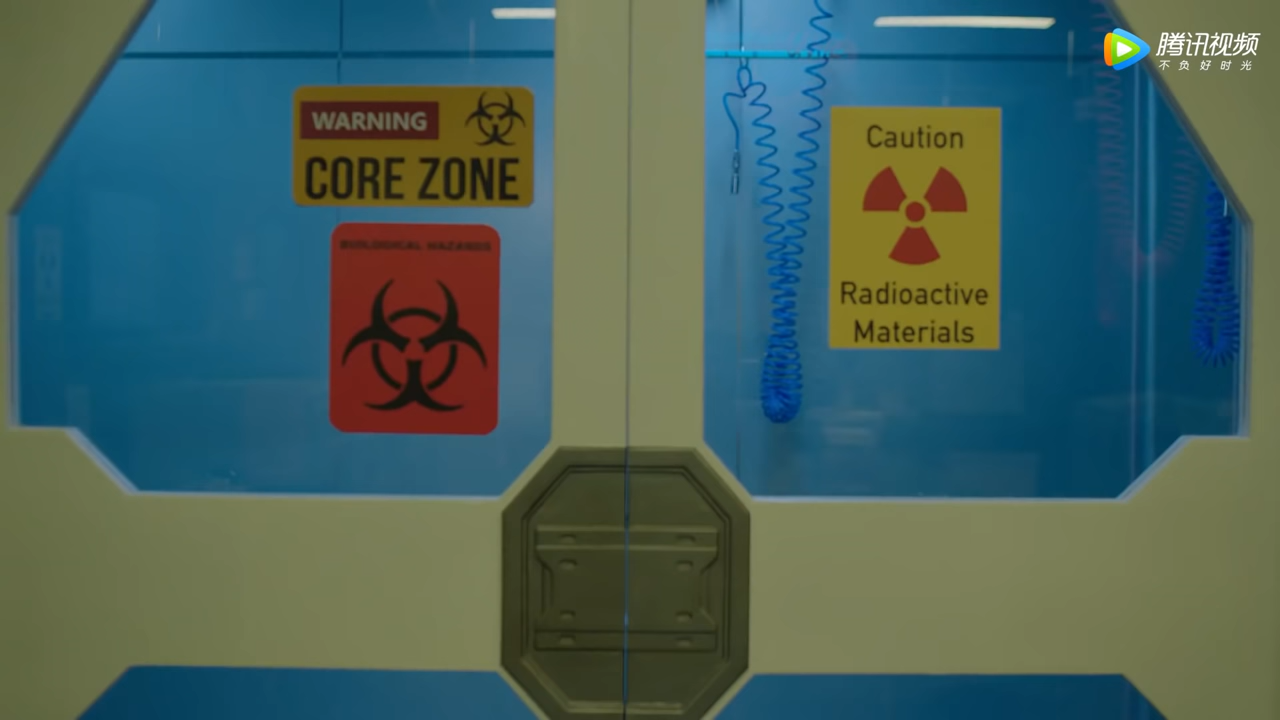 腾讯视频
不负好时光
WARNING
CORE ZONE
BIOLOGICAL HAZARDS
Caution
Radioactive
Materials